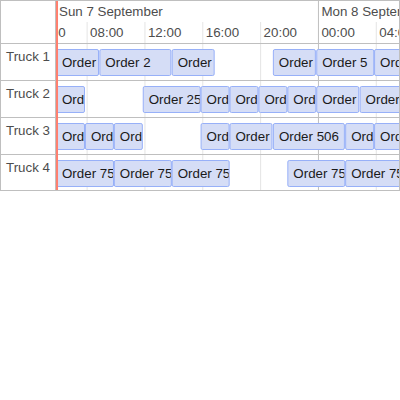 Sun 7 September Mon 8 Septer
0 08:00 12:00 16:00 20:00 00:00 04:0
Truck 1 Order Order 2 Order Order Order 5 Ord
Truck 2 Ord Order 25 Ord Ord Ord Ord Order Order
Truck 3 Ord Ord Ord Ord Order Order 506 Ord Ord
Truck 4 Order 75 Order 75 Order 75 Order 75 Order 75